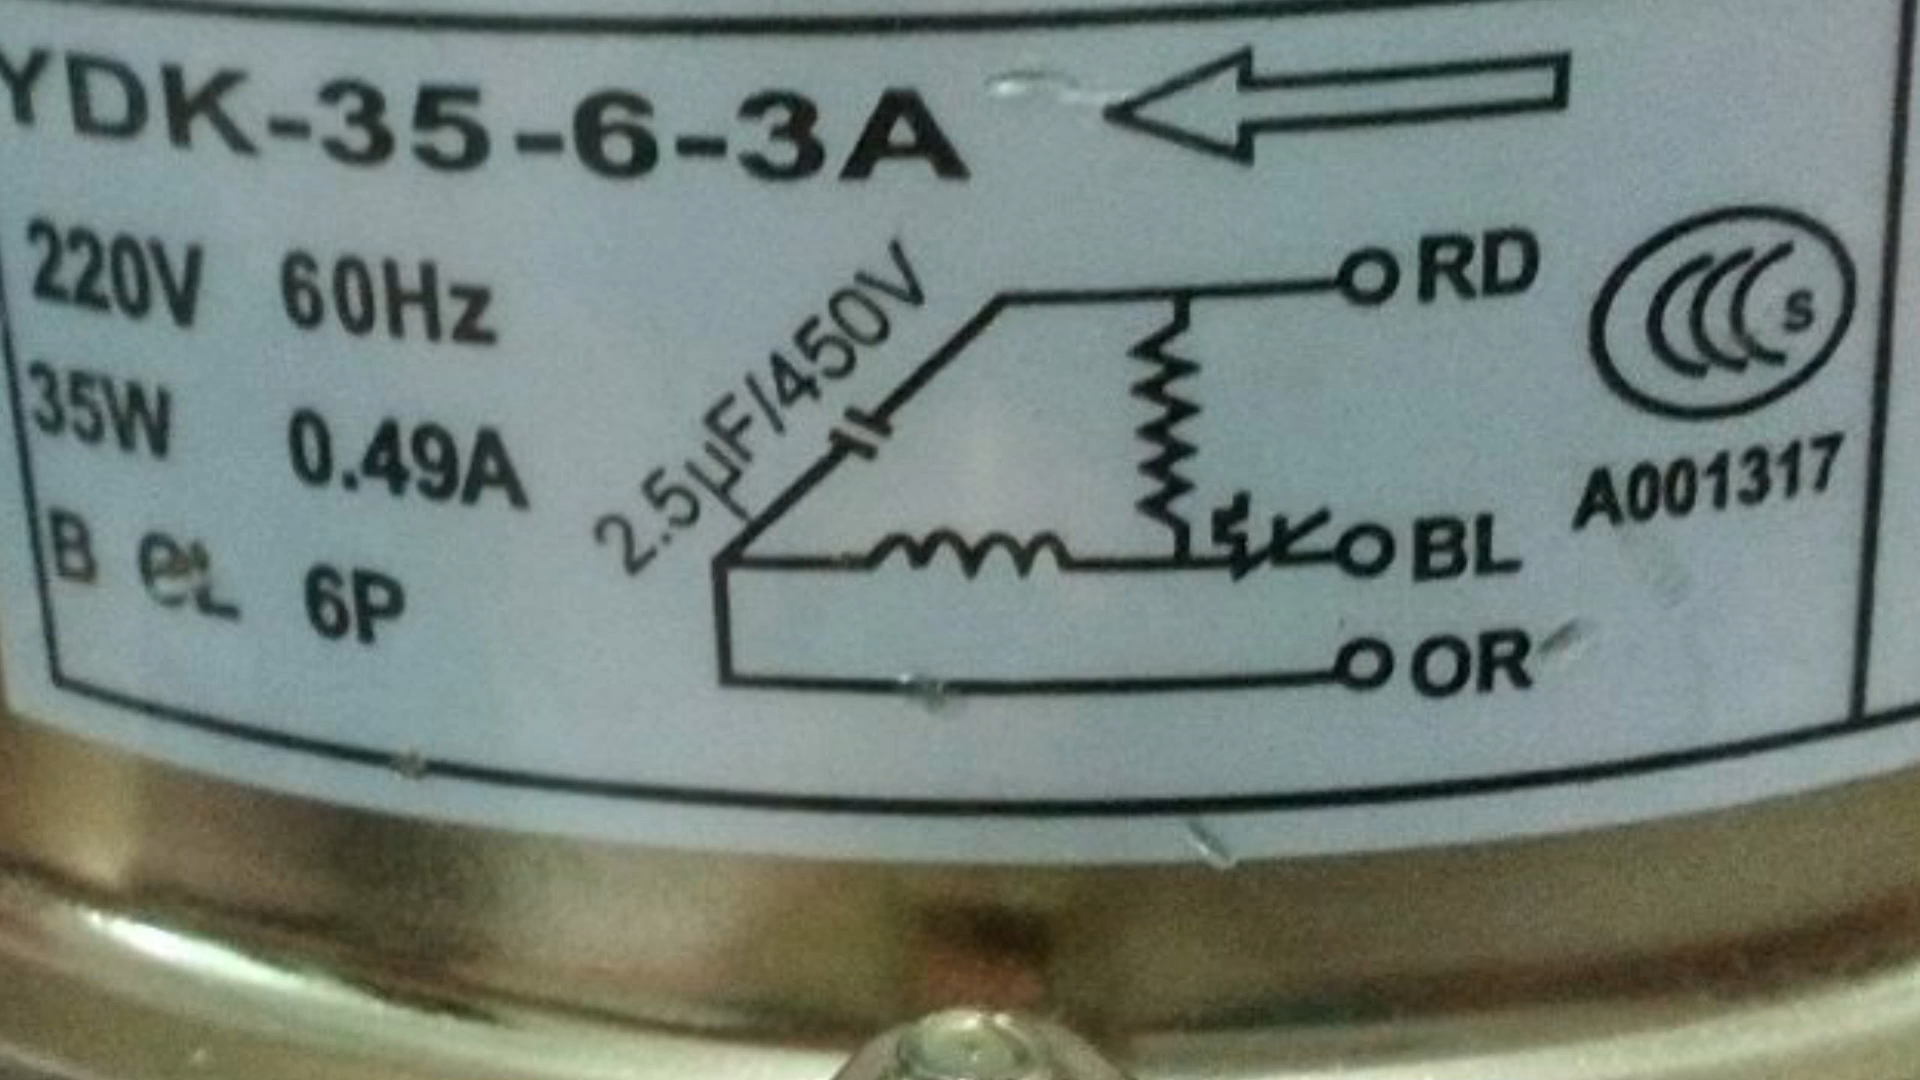 YDK-35-6-3A
220V 60Hz
35W 0.49A
B 6P
2.5μF/450V
RD
BL
OR
S
A001317